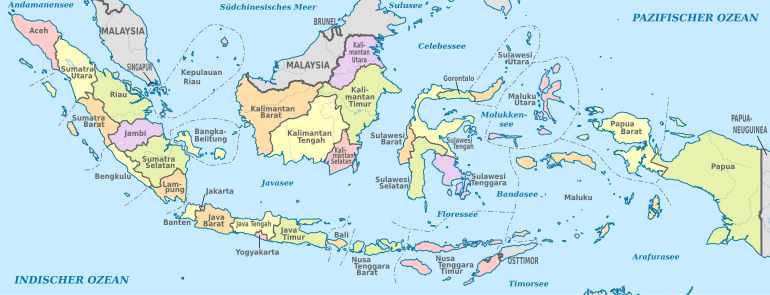 Andamanensee
Südchinesisches Meer
Sulusee
PAZIFISCHER OZEAN
Aceh
MALAYSIA
BRUNEI
Celebesee
Sumatra
Utara
SINGAPUR
Kepulauan
Riau
MALAYSIA
Kali-
mantan
Utara
Sulawesi
Utara
Gorontalo
Riau
Kalimantan
Barat
Kali-
mantan
Timur
Maluku
Utara
Sumatra
Barat
Jambi
Bangka-
Belitung
Kalimantan
Tengah
Molukken-
see
PAPUA-
NEUGUINEA
Papua
Barat
Sulawesi
Barat
Sulawesi
Tengah
Sumatra
Selatan
Kali-
mantan
Selatan
Papua
Bengkulu
Lam-
pung
Javasee
Sulawesi
Selatan
Sulawesi
Tenggara
Jakarta
Bandasee
Maluku
Banten
Java
Barat
Java Tengah
Java
Timur
Bali
Floressee
Yogyakarta
Nusa
Tenggara
Barat
Nusa
Tenggara
Timur
OSTTIMOR
Arafurasee
INDISCHER OZEAN
Timorsee